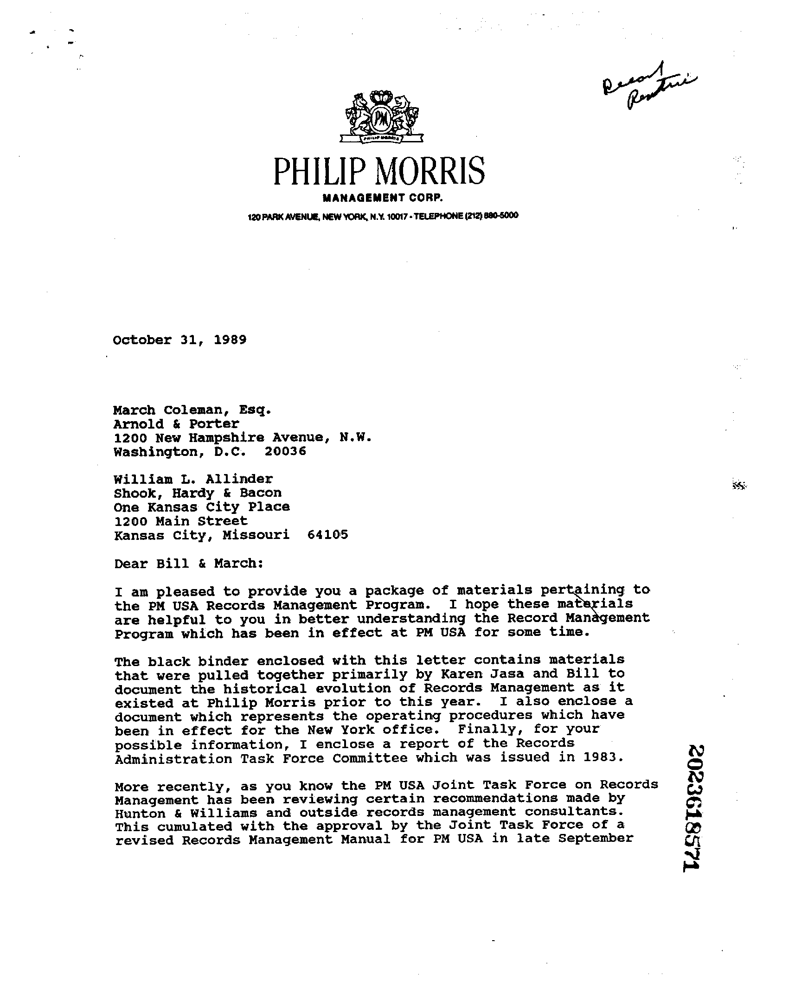 Record
PM
PHILIP MORRIS
PHILIP MORRIS
MANAGEMENT CORP.
120 PARK AVENUE, NEW YORK, N.Y. 10017 - TELEPHONE (212) 880-5000
October 31, 1989
March Coleman, Esq.
Arnold & Porter
1200 New Hampshire Avenue, N.W.
Washington, D.C.  20036
William L. Allinder
Shook, Hardy & Bacon
One Kansas City Place
1200 Main Street
Kansas City, Missouri  64105
Dear Bill & March:
I am pleased to provide you a package of materials pertaining to
the PM USA Records Management Program.  I hope these materials
are helpful to you in better understanding the Record Management
Program which has been in effect at PM USA for some time.
The black binder enclosed with this letter contains materials
that were pulled together primarily by Karen Jasa and Bill to
document the historical evolution of Records Management as it
existed at Philip Morris prior to this year.  I also enclose a
document which represents the operating procedures which have
been in effect for the New York office.  Finally, for your
possible information, I enclose a report of the Records
Administration Task Force Committee which was issued in 1983.
More recently, as you know the PM USA Joint Task Force on Records
Management has been reviewing certain recommendations made by
Hunton & Williams and outside records management consultants.
This cumulated with the approval by the Joint Task Force of a
revised Records Management Manual for PM USA in late September
2023618571